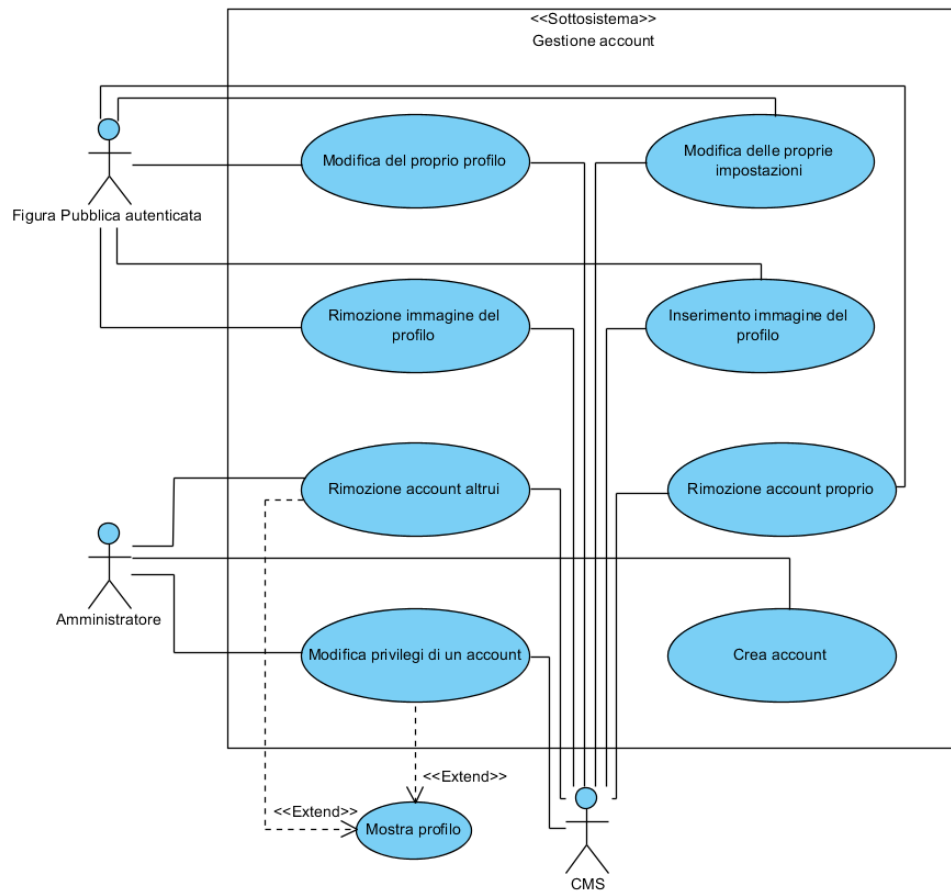 <<Sottosistema>>
Gestione account
Modifica del proprio profilo
Modifica delle proprie
impostazioni
Figura Pubblica autenticata
Rimozione immagine del
profilo
Inserimento immagine del
profilo
Rimozione account altrui
Rimozione account proprio
Amministratore
Modifica privilegi di un account
Crea account
<<Extend>>
<<Extend>>
Mostra profilo
CMS